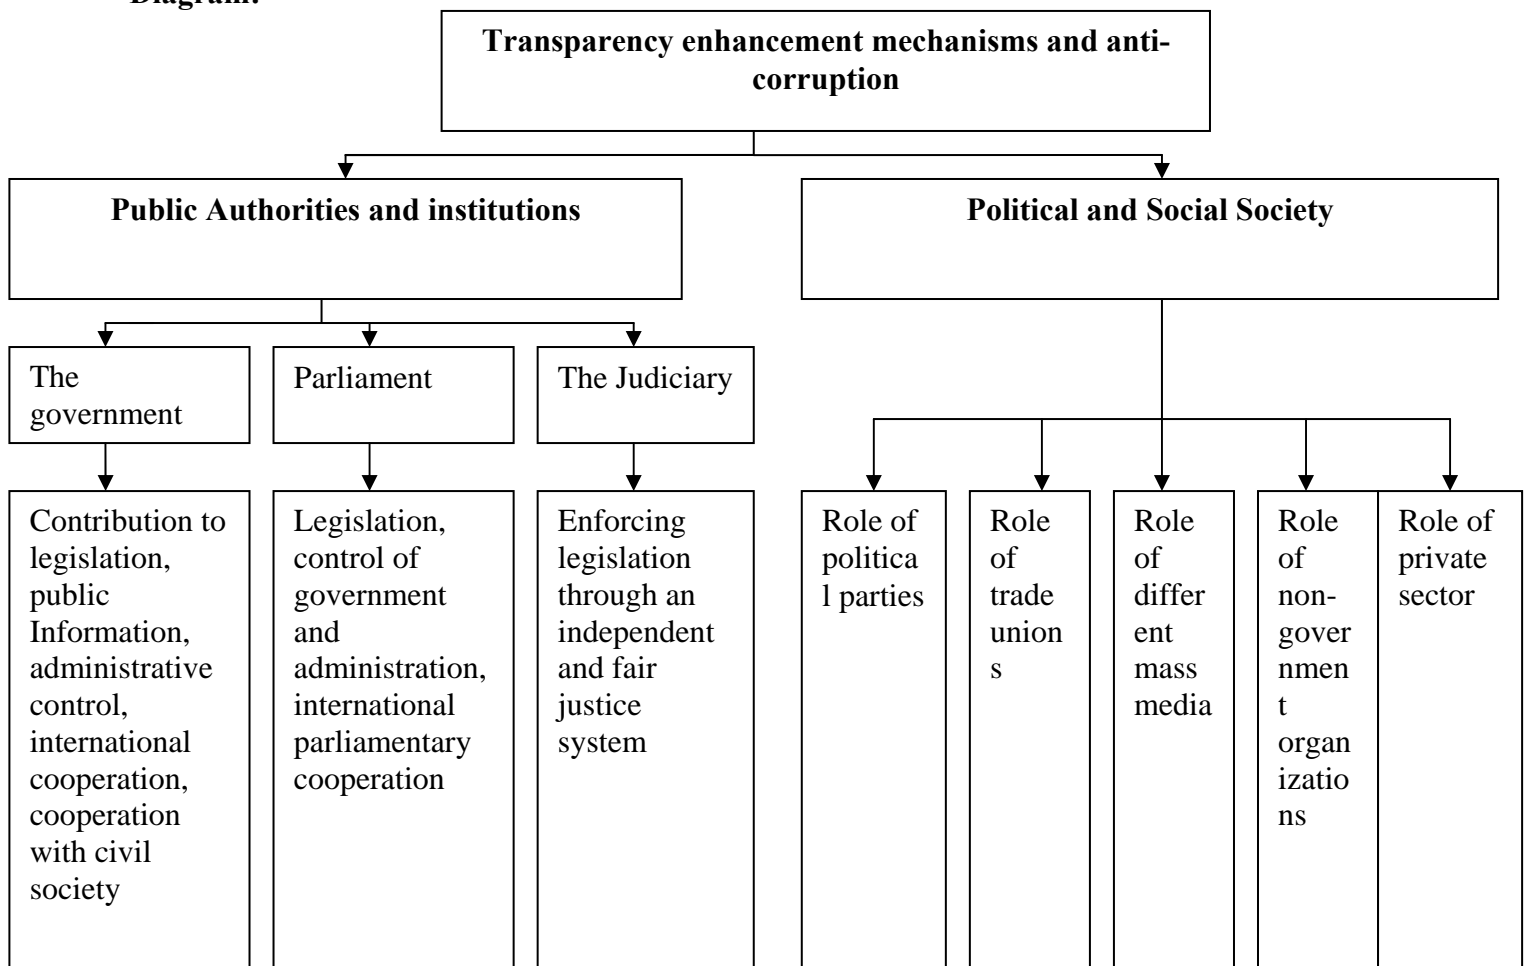 Diagram:
Transparency enhancement mechanisms and anti-
corruption
Public Authorities and institutions
Political and Social Society
The
government
Parliament
The Judiciary
Contribution to
legislation,
public
Information,
administrative
control,
international
cooperation,
cooperation
with civil
society
Legislation,
control of
government
and
administration,
international
parliamentary
cooperation
Enforcing
legislation
through an
independent
and fair
justice
system
Role of
politica
l parties
Role
of
trade
union
s
Role
of
differ
ent
mass
media
Role
of
non-
gover
nmen
t
organ
izatio
ns
Role of
private
sector